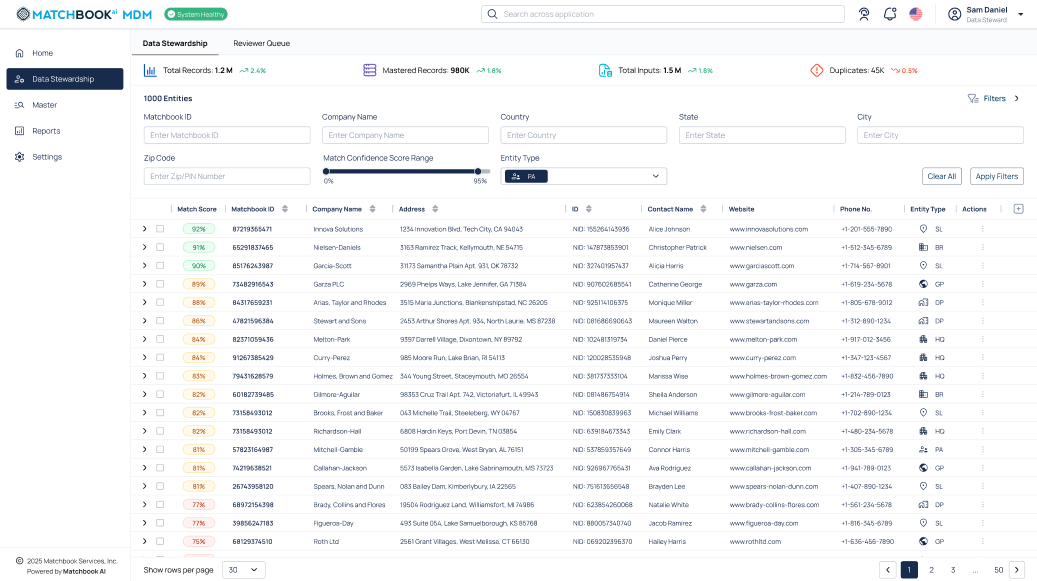 MATCHBOOK ai MDM System Healthy Search across application Sam Daniel
Data Steward
Home
Data Stewardship
Master
Reports
Settings
Data Stewardship Reviewer Queue
Total Records: 1.2 M 2.4% Mastered Records: 980K 1.8% Total Inputs: 1.5 M 1.8% Duplicates: 45K 0.5%
1000 Entities Filters
Matchbook ID Company Name Country State City
Enter Matchbook ID Enter Company Name Enter Country Enter State Enter City
Zip Code Match Confidence Score Range Entity Type
Enter Zip/PIN Number 0% 95% PA Clear All Apply Filters
Match Score Matchbook ID Company Name Address ID Contact Name Website Phone No. Entity Type Actions
92% 87219365471 Innova Solutions 1234 Innovation Blvd, Tech City, CA 94043 NID: 155264143936 Alice Johnson www.innovasolutions.com +1-201-555-7890 SL
91% 65291837465 Nielsen-Daniels 3163 Ramirez Track, Kellymouth, NE 54715 NID: 147873853901 Christopher Patrick www.nielsen.com +1-512-345-6789 BR
90% 85176243987 Garcia-Scott 31173 Samantha Plain Apt. 931, OK 78732 NID: 327401957437 Alicia Harris www.garciascott.com +1-714-567-8901 SL
89% 73482916543 Garza PLC 2969 Phelps Ways, Lake Jennifer, GA 71384 NID: 907602685541 Catherine George www.garza.com +1-619-234-5678 GP
88% 84317659231 Arias, Taylor and Rhodes 3515 Maria Junctions, Blankenshipstad, NC 26205 NID: 925114106375 Monique Miller www.arias-taylor-rhodes.com +1-805-678-9012 DP
86% 47821596384 Stewart and Sons 2453 Arthur Shores Apt. 934, North Laurie, MS 87238 NID: 081686690643 Maureen Walton www.stewartandsons.com +1-312-890-1234 DP
84% 82371059436 Melton-Park 9397 Darrell Village, Dixontown, NY 89792 NID: 102481319734 Daniel Pierce www.melton-park.com +1-917-012-3456 HQ
84% 91267385429 Curry-Perez 985 Moore Run, Lake Brian, RI 54113 NID: 120028535948 Joshua Perry www.curry-perez.com +1-347-123-4567 HQ
83% 79431628579 Holmes, Brown and Gomez 344 Young Street, Staceymouth, MO 26554 NID: 381737333104 Marissa Wise www.holmes-brown-gomez.com +1-832-456-7890 HQ
82% 60182739485 Gilmore-Aguilar 98353 Cruz Trail Apt. 742, Victoriafurt, IL 49943 NID: 081486754914 Sheila Anderson www.gilmore-aguilar.com +1-214-789-0123 BR
82% 73158493012 Brooks, Frost and Baker 043 Michelle Trail, Steeleberg, WY 04767 NID: 150830839963 Michael Williams www.brooks-frost-baker.com +1-702-890-1234 SL
82% 73158493012 Richardson-Hall 6808 Hardin Keys, Port Devin, TN 03854 NID: 639184673343 Emily Clark www.richardson-hall.com +1-480-234-5678 HQ
81% 57823164987 Mitchell-Gamble 50199 Spears Grove, West Bryan, AL 76151 NID: 537859357649 Connor Harris www.mitchell-gamble.com +1-305-345-6789 PA
81% 74219638521 Callahan-Jackson 5573 Isabella Garden, Lake Sabrinamouth, MS 73723 NID: 926967765431 Ava Rodriguez www.callahan-jackson.com +1-941-789-0123 GP
81% 26743958120 Spears, Nolan and Dunn 083 Bailey Dam, Kimberlybury, IA 22565 NID: 751613656548 Brayden Lee www.spears-nolan-dunn.com +1-407-890-1234 SL
77% 68972154398 Brady, Collins and Flores 19504 Rodriguez Land, Williamsfort, MI 74986 NID: 623854260068 Natalie White www.brady-collins-flores.com +1-561-234-5678 DP
77% 39856247183 Figueroa-Day 493 Suite 054, Lake Samuelborough, KS 85768 NID: 880057340740 Jacob Ramirez www.figueroa-day.com +1-816-345-6789 SL
75% 68129374510 Roth Ltd 2561 Grant Villages, West Melissa, CT 66130 NID: 069202396370 Hailey Harris www.rothltd.com +1-636-456-7890 GP
© 2025 Matchbook Services, Inc.
Powered by Matchbook AI
Show rows per page 30 1 2 3 ... 50